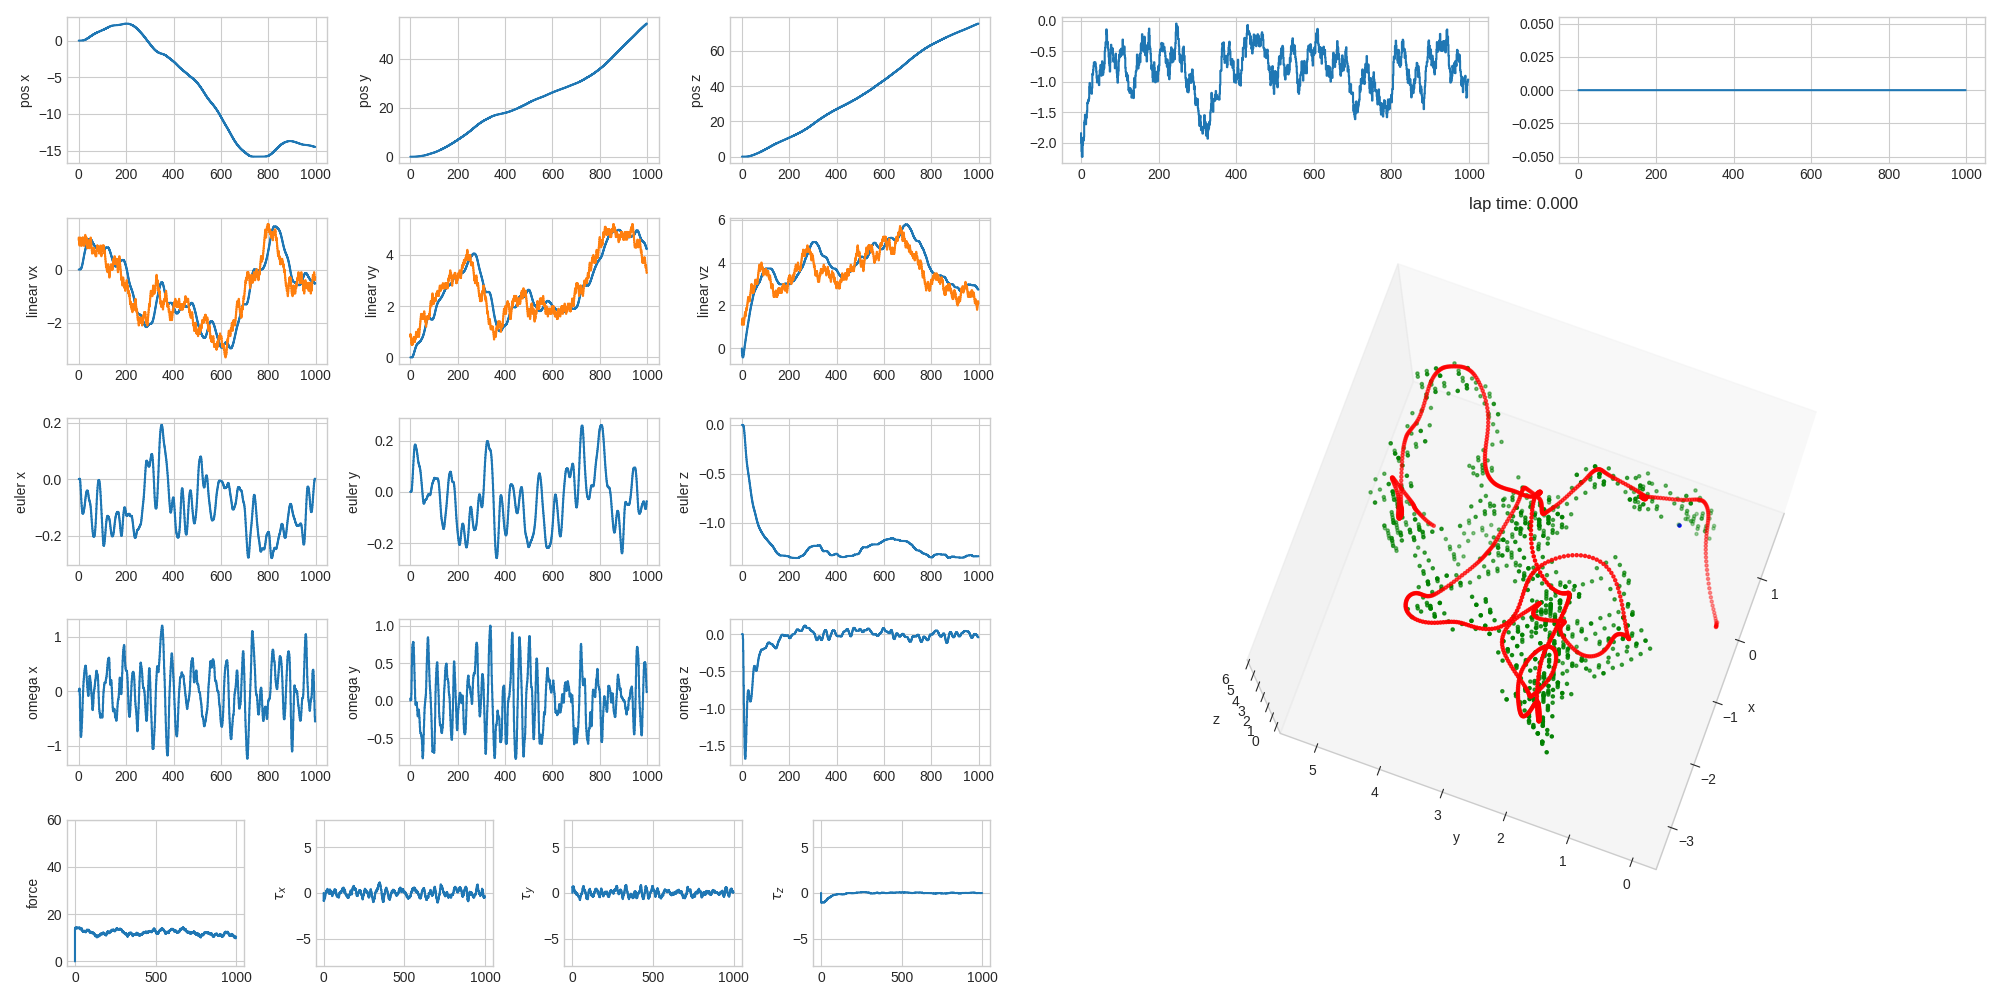 0
−5
−10
−15
pos x
0 200 400 600 800 1000
40
20
0
pos y
0 200 400 600 800 1000
60
40
20
0
pos z
0 200 400 600 800 1000
0.0
−0.5
−1.0
−1.5
−2.0
0 200 400 600 800 1000
0.050
0.025
0.000
−0.025
−0.050
0 200 400 600 800 1000
0
−2
linear vx
0 200 400 600 800 1000
4
2
0
linear vy
0 200 400 600 800 1000
6
4
2
0
linear vz
0 200 400 600 800 1000
0.2
0.0
−0.2
euler x
0 200 400 600 800 1000
0.2
0.0
−0.2
euler y
0 200 400 600 800 1000
0.0
−0.5
−1.0
euler z
0 200 400 600 800 1000
1
0
−1
omega x
0 200 400 600 800 1000
1.0
0.5
0.0
−0.5
omega y
0 200 400 600 800 1000
0.0
−0.5
−1.0
−1.5
omega z
0 200 400 600 800 1000
60
40
20
0
force
0 500 1000
5
0
−5
τx
0 500 1000
5
0
−5
τy
0 500 1000
5
0
−5
τz
0 500 1000
lap time: 0.000
6
5
4
3
2
1
0
z
5
4
3
2
1
0
y
1
0
−1
−2
−3
x